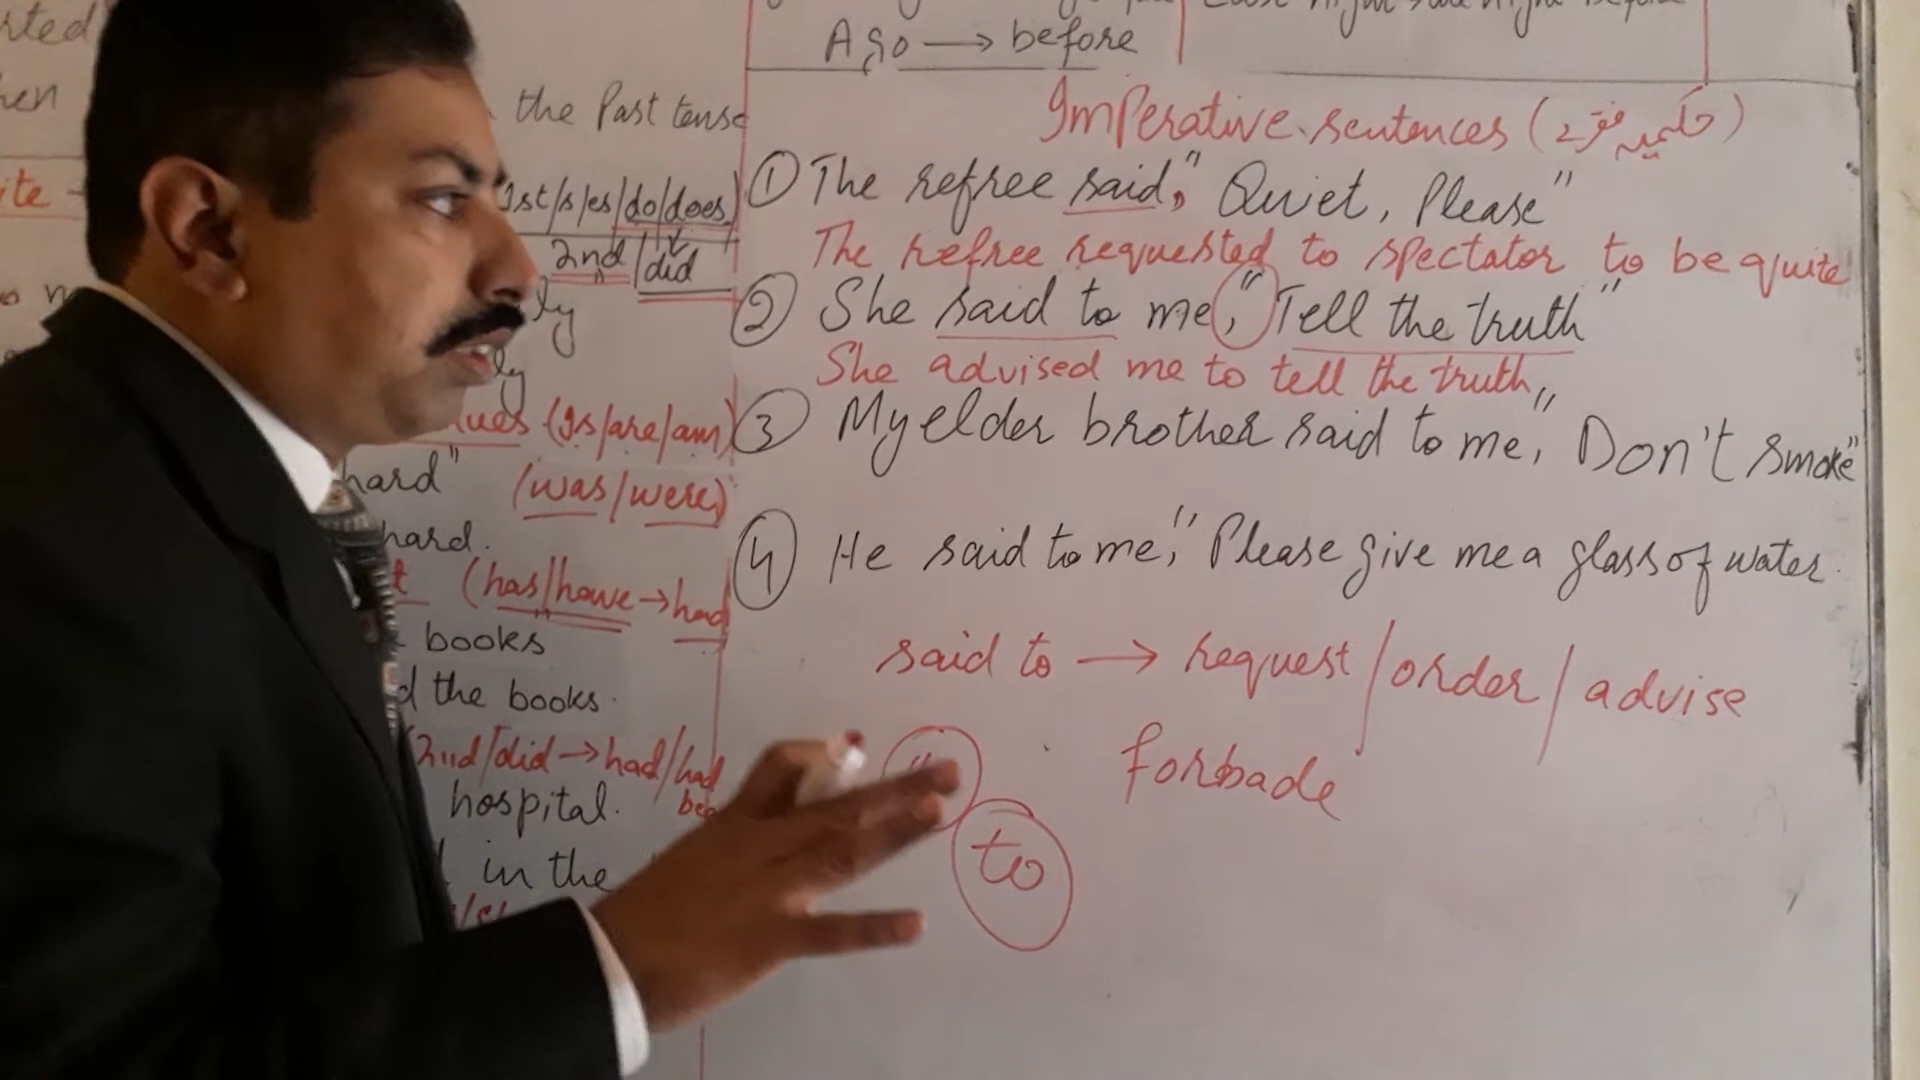 Ago → before
the Past tense
1st/s/es/do/does
2nd/did
(Is/are/am)
hard" (was/were)
hard.
(has/have → had
books
the books.
2nd/did → had/had
hospital.
in the
Imperative sentences (حکمیہ فقرے)
① The refree said, "Quiet, Please"
The refree requested to spectator to be quite
② She said to me, "Tell the truth"
She advised me to tell the truth,,
③ My elder brother said to me, "Don't smoke"
④ He said to me, "Please give me a glass of water.
said to → request/order/advise
forbade
to